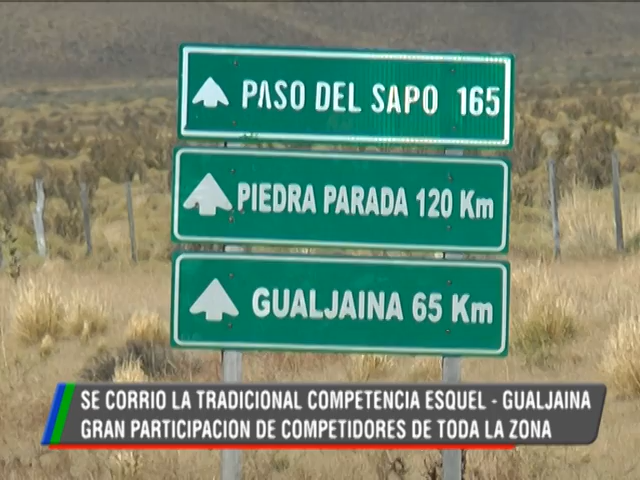 PASO DEL SAPO 165
PIEDRA PARADA 120 Km
GUALJAINA 65 Km
SE CORRIO LA TRADICIONAL COMPETENCIA ESQUEL - GUALJAINA
GRAN PARTICIPACION DE COMPETIDORES DE TODA LA ZONA